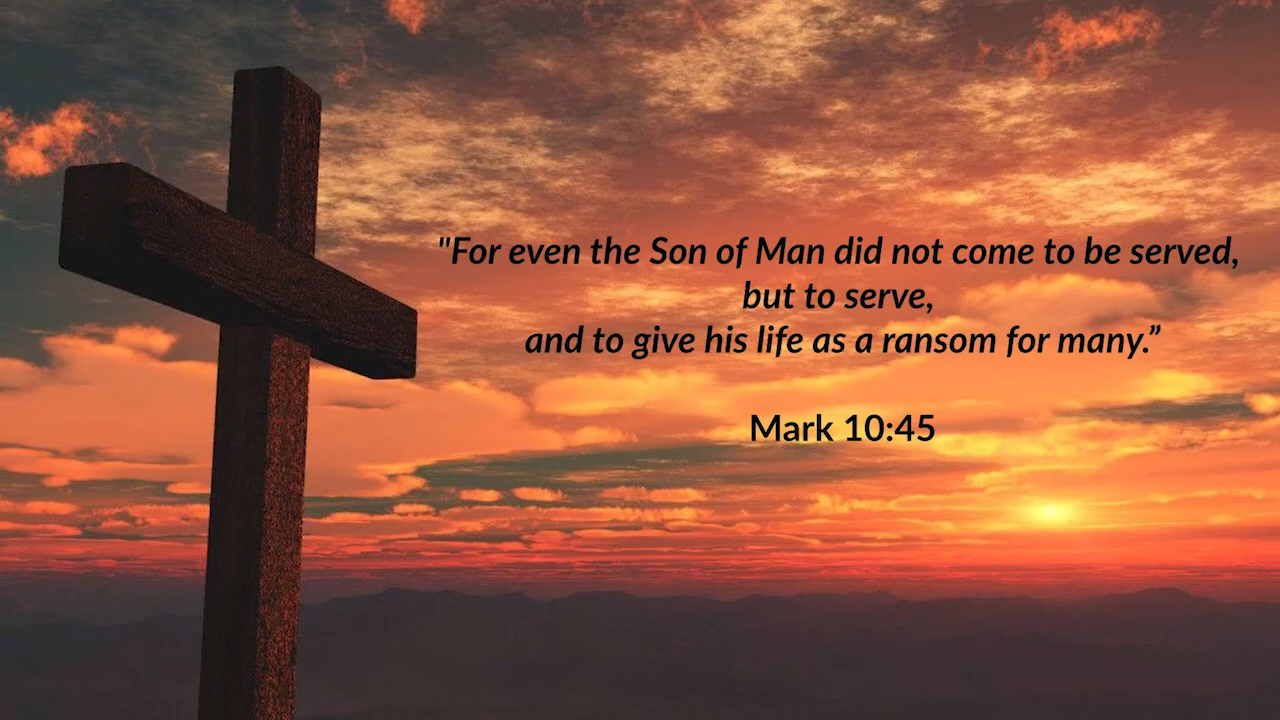 "For even the Son of Man did not come to be served,
but to serve,
and to give his life as a ransom for many.”
Mark 10:45